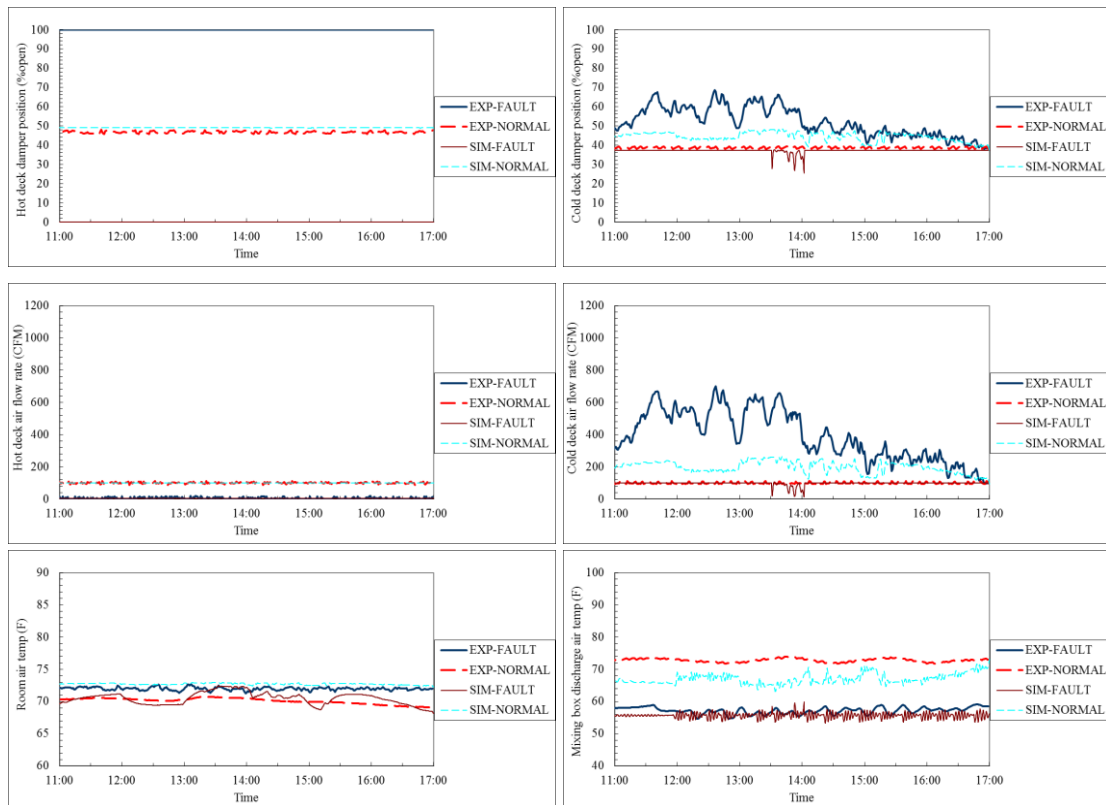 Hot deck damper position (%open)
100
90
80
70
60
50
40
30
20
10
0
11:00 12:00 13:00 14:00 15:00 16:00 17:00
Time
EXP-FAULT
EXP-NORMAL
SIM-FAULT
SIM-NORMAL
Cold deck damper position (%open)
100
90
80
70
60
50
40
30
20
10
0
11:00 12:00 13:00 14:00 15:00 16:00 17:00
Time
EXP-FAULT
EXP-NORMAL
SIM-FAULT
SIM-NORMAL
Hot deck air flow rate (CFM)
1200
1000
800
600
400
200
0
11:00 12:00 13:00 14:00 15:00 16:00 17:00
Time
EXP-FAULT
EXP-NORMAL
SIM-FAULT
SIM-NORMAL
Cold deck air flow rate (CFM)
1200
1000
800
600
400
200
0
11:00 12:00 13:00 14:00 15:00 16:00 17:00
Time
EXP-FAULT
EXP-NORMAL
SIM-FAULT
SIM-NORMAL
Room air temp (F)
90
85
80
75
70
65
60
11:00 12:00 13:00 14:00 15:00 16:00 17:00
Time
EXP-FAULT
EXP-NORMAL
SIM-FAULT
SIM-NORMAL
Mixing box discharge air temp (F)
100
90
80
70
60
50
40
11:00 12:00 13:00 14:00 15:00 16:00 17:00
Time
EXP-FAULT
EXP-NORMAL
SIM-FAULT
SIM-NORMAL